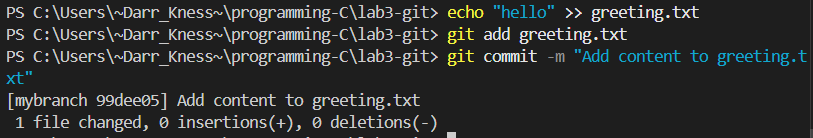 PS C:\Users\~Darr_Kness~\programming-C\lab3-git> echo "hello" >> greeting.txt
PS C:\Users\~Darr_Kness~\programming-C\lab3-git> git add greeting.txt
PS C:\Users\~Darr_Kness~\programming-C\lab3-git> git commit -m "Add content to greeting.t
xt"
[mybranch 99dee05] Add content to greeting.txt
 1 file changed, 0 insertions(+), 0 deletions(-)